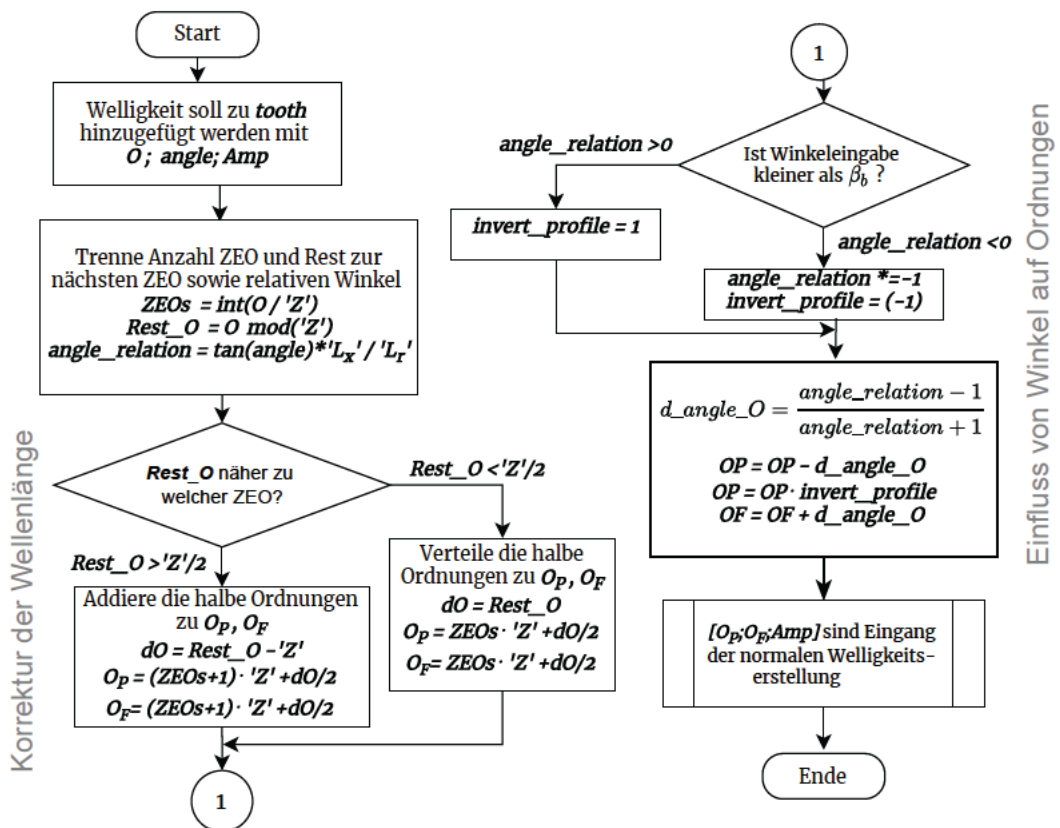 Start
Welligkeit soll zu tooth
hinzugefügt werden mit
O ; angle; Amp
Trenne Anzahl ZEO und Rest zur
nächsten ZEO sowie relativen Winkel
ZEOs = int(O / 'Z')
Rest_O = O mod('Z')
angle_relation = tan(angle)*'Lx' / 'Lr'
Rest_O näher zu
welcher ZEO?
Rest_O <'Z'/2
Rest_O >'Z'/2
Addiere die halbe Ordnungen
zu OP, OF
dO = Rest_O -'Z'
OP = (ZEOs+1) · 'Z' +dO/2
OF= (ZEOs+1) · 'Z' +dO/2
Verteile die halbe
Ordnungen zu OP, OF
dO = Rest_O
OP = ZEOs · 'Z' +dO/2
OF= ZEOs · 'Z' +dO/2
1
Korrektur der Wellenlänge
1
Ist Winkeleingabe
kleiner als βb ?
angle_relation >0
invert_profile = 1
angle_relation <0
angle_relation *=-1
invert_profile = (-1)
d_angle_O = (angle_relation − 1) / (angle_relation + 1)
OP = OP - d_angle_O
OP = OP · invert_profile
OF = OF + d_angle_O
[OP;OF;Amp] sind Eingang
der normalen Welligkeits-
erstellung
Ende
Einfluss von Winkel auf Ordnungen